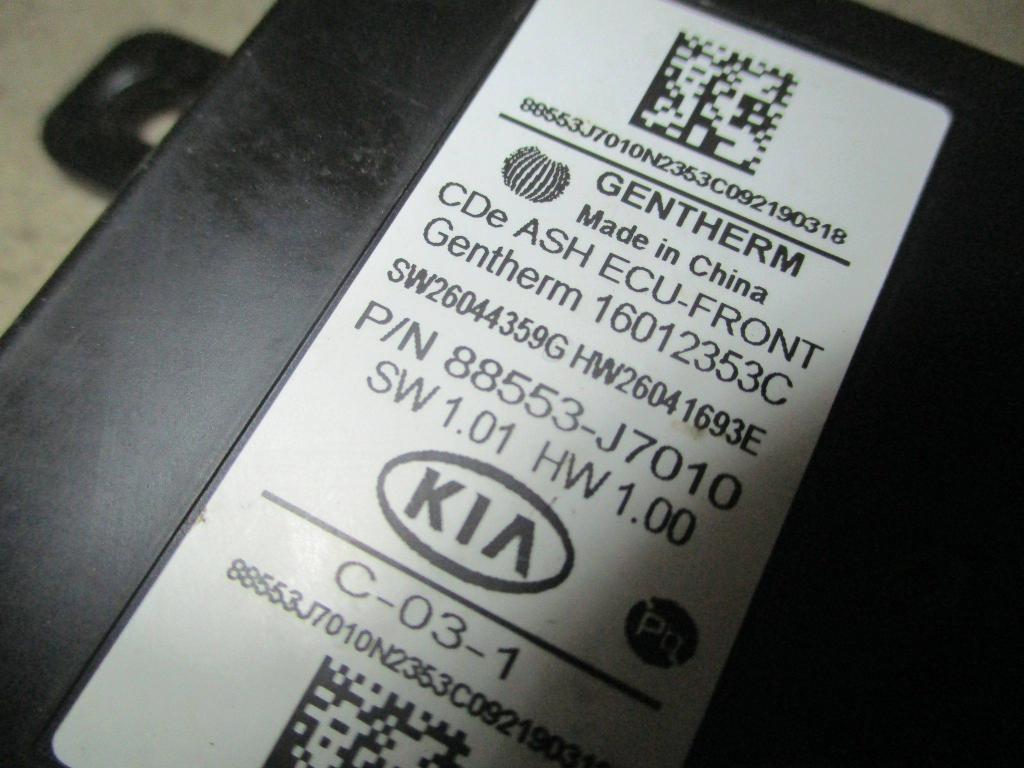 88553J7010N2353C092190318
GENTHERM
Made in China
CDe ASH ECU-FRONT
Gentherm 16012353C
SW26044359G HW26041693E
P/N 88553-J7010
SW 1.01 HW 1.00
KIA
C-03-1
88553J7010N2353C092190318